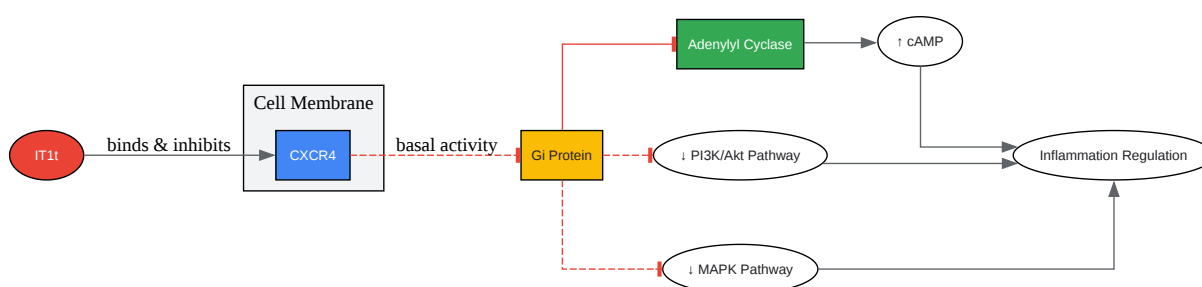 Adenylyl Cyclase
↑ cAMP
Cell Membrane
IT1t
binds & inhibits
CXCR4
basal activity
Gi Protein
↓ PI3K/Akt Pathway
Inflammation Regulation
↓ MAPK Pathway